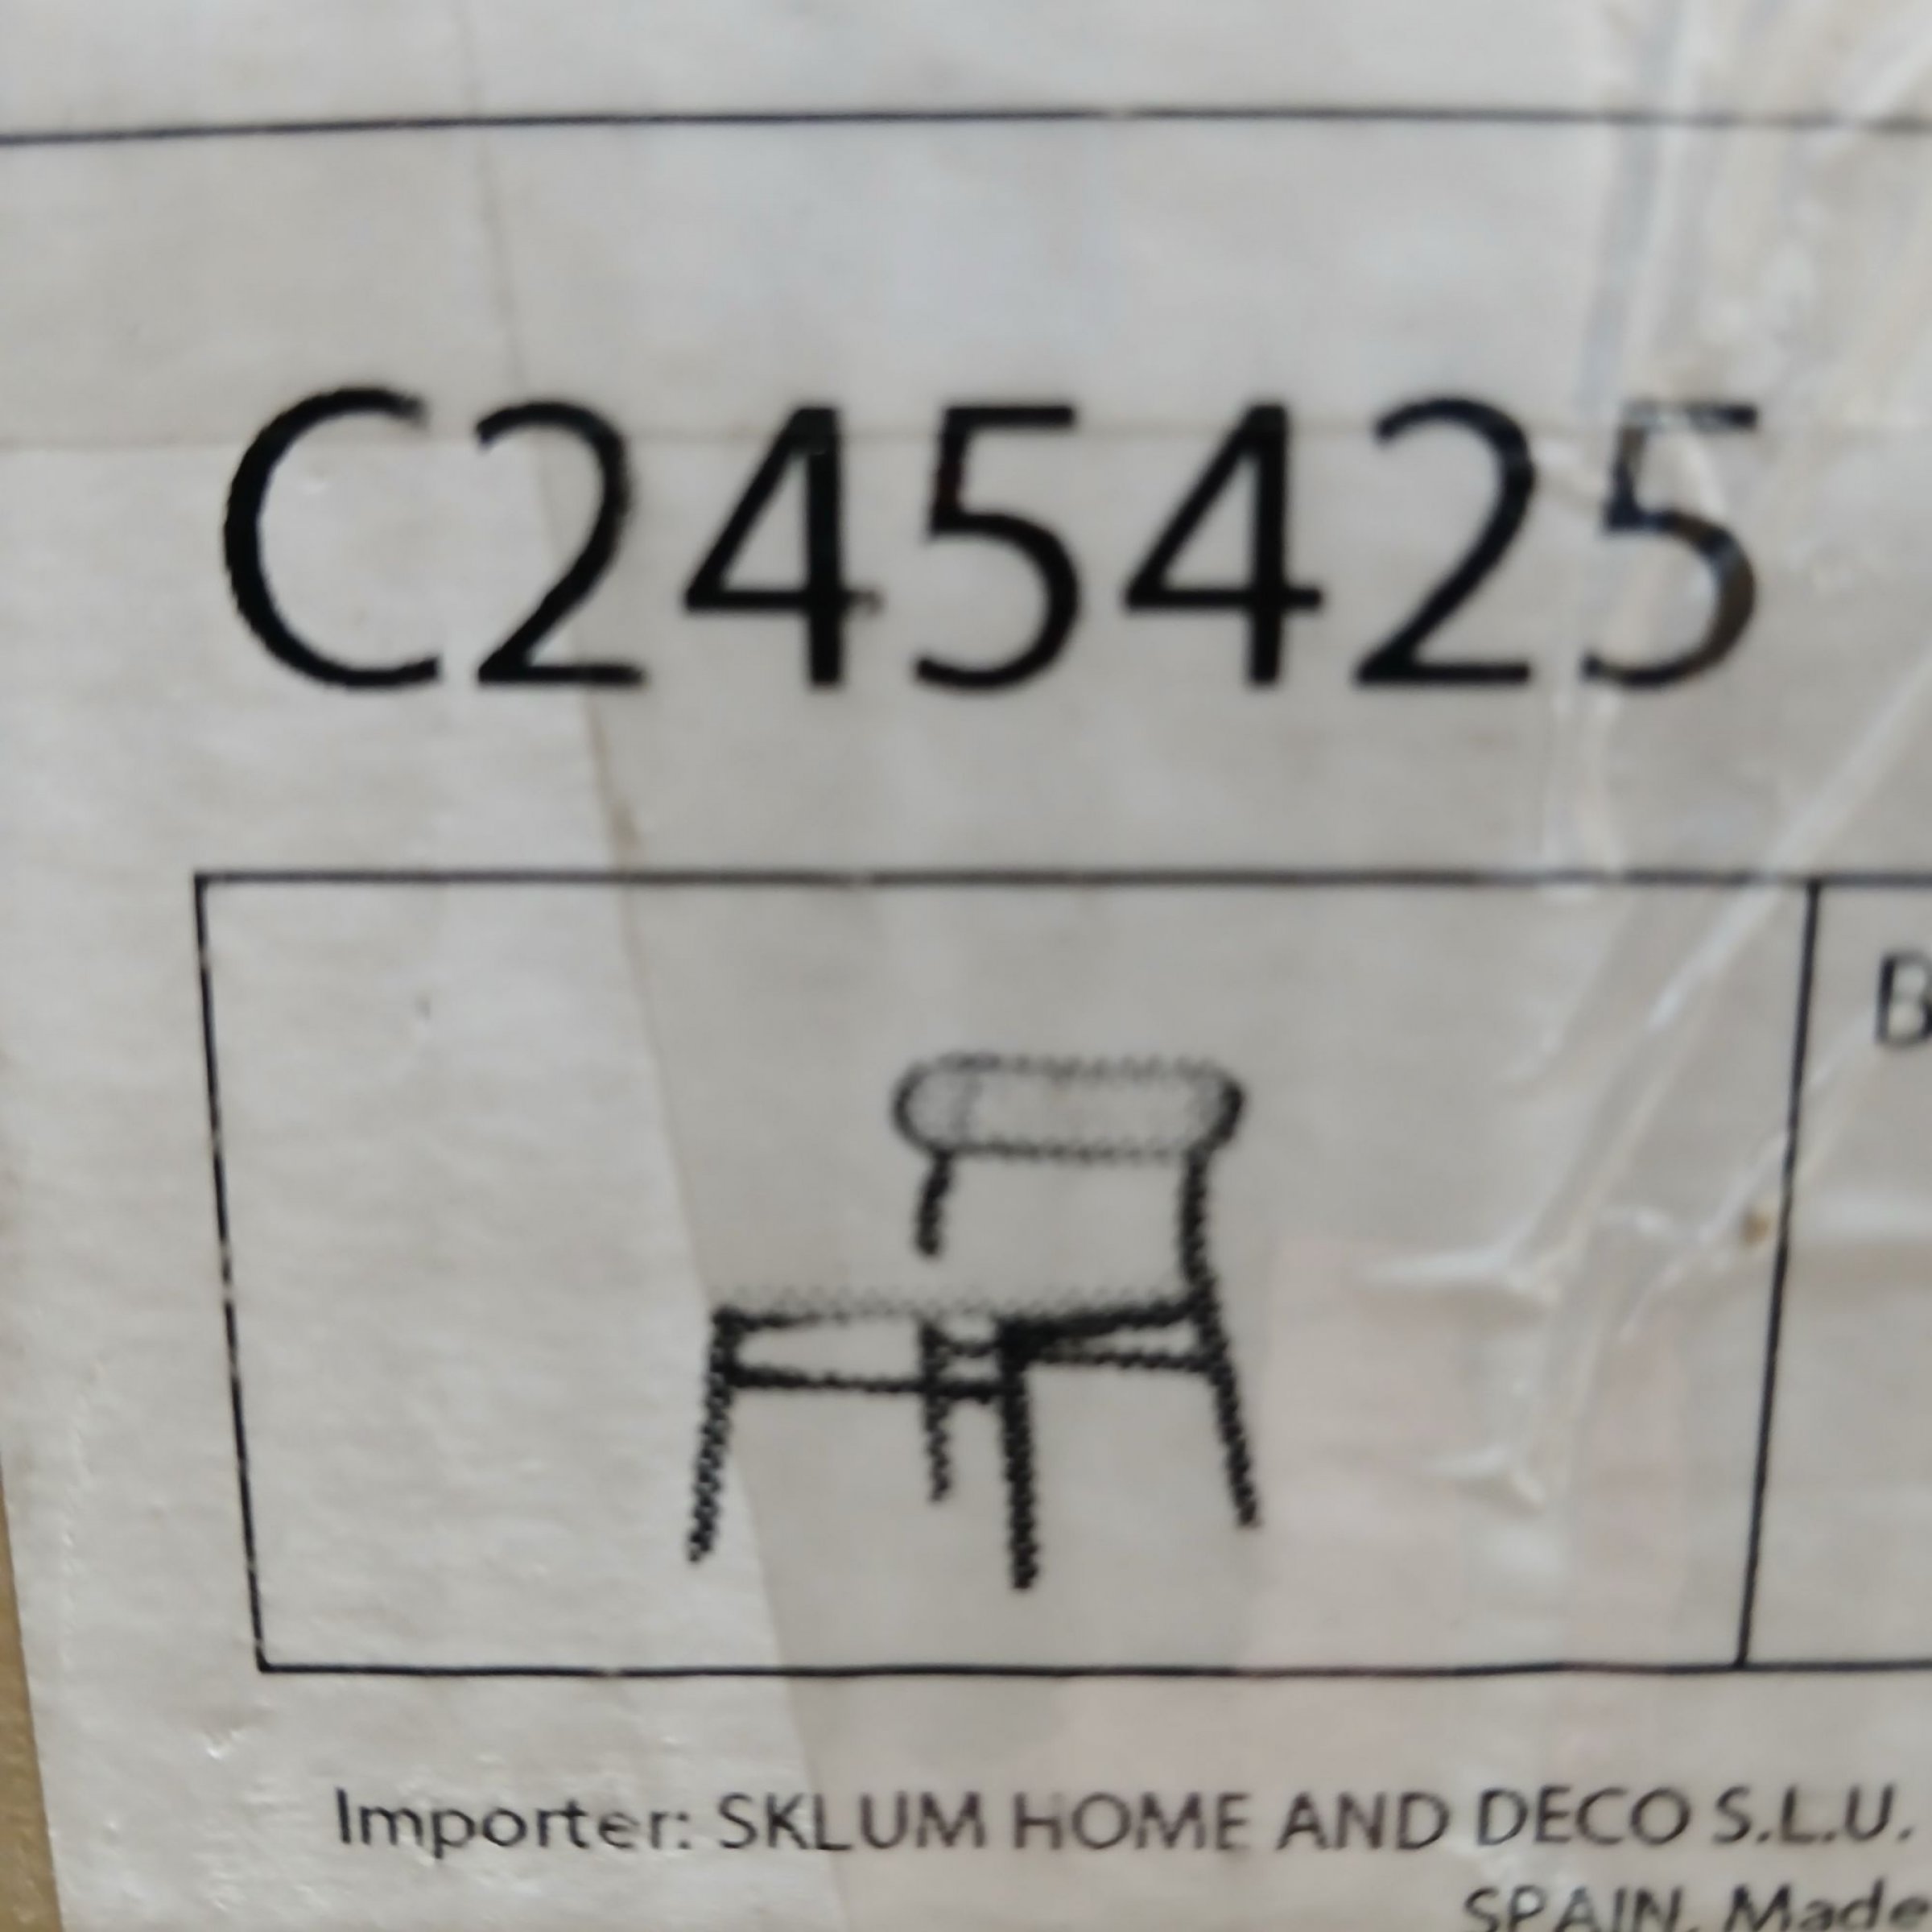 C245425
B
Importer: SKLUM HOME AND DECO S.L.U.
SPAIN. Made